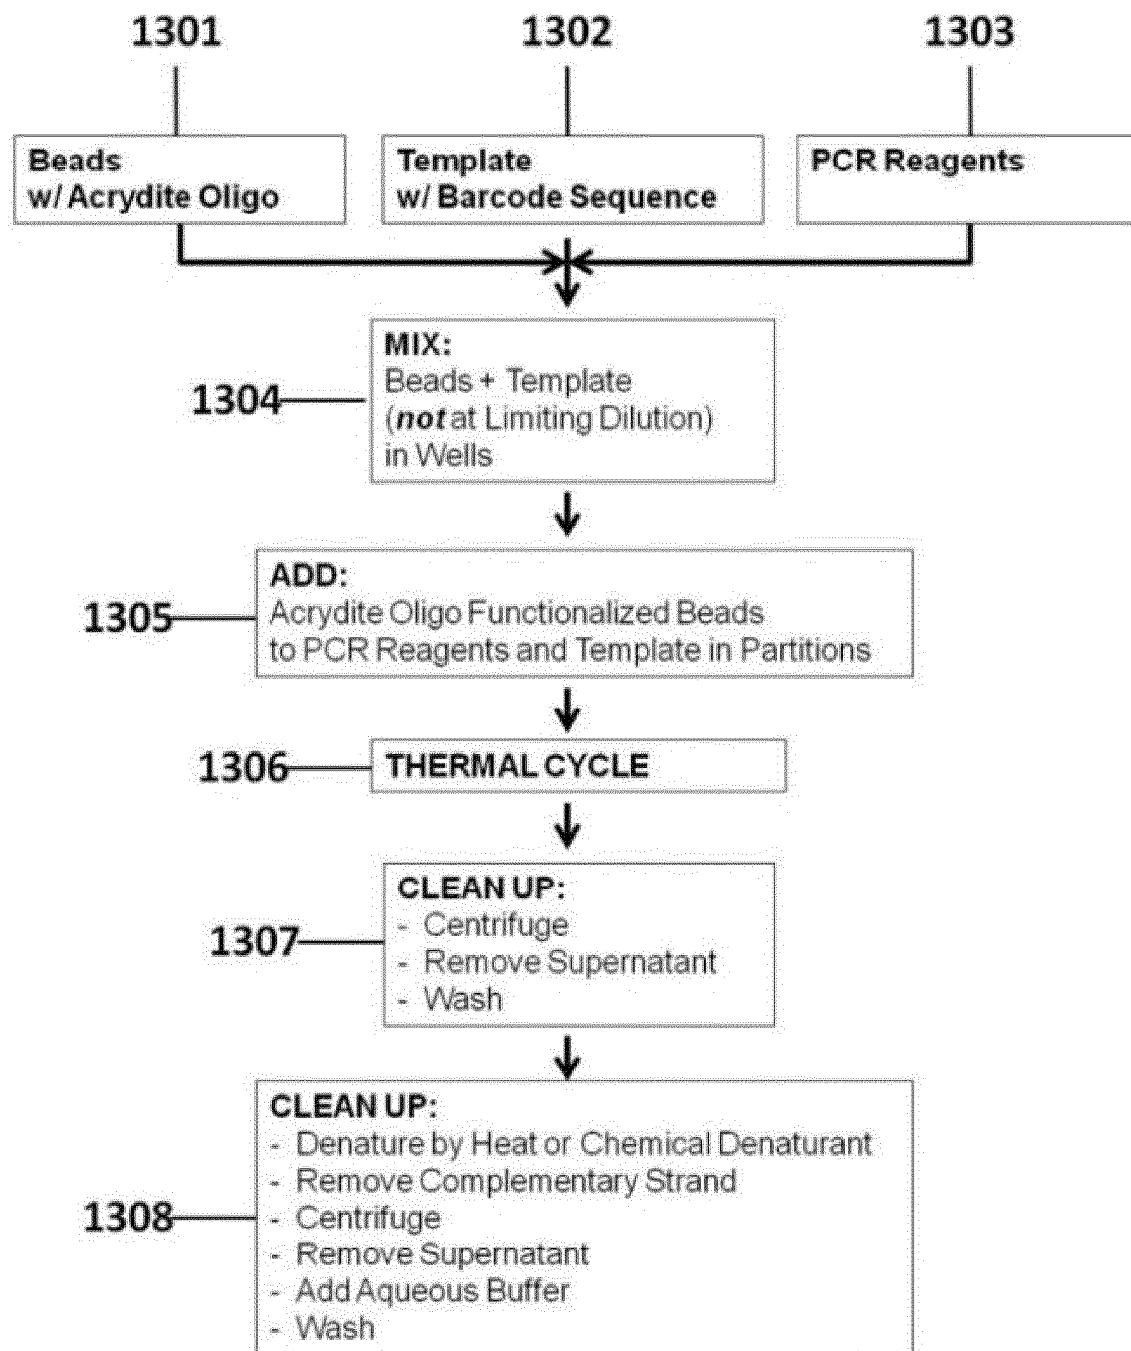 1301
1302
1303
Beads
w/ Acrydite Oligo
Template
w/ Barcode Sequence
PCR Reagents
1304
MIX:
Beads + Template
(not at Limiting Dilution)
in Wells
1305
ADD:
Acrydite Oligo Functionalized Beads
to PCR Reagents and Template in Partitions
1306
THERMAL CYCLE
1307
CLEAN UP:
- Centrifuge
- Remove Supernatant
- Wash
1308
CLEAN UP:
- Denature by Heat or Chemical Denaturant
- Remove Complementary Strand
- Centrifuge
- Remove Supernatant
- Add Aqueous Buffer
- Wash